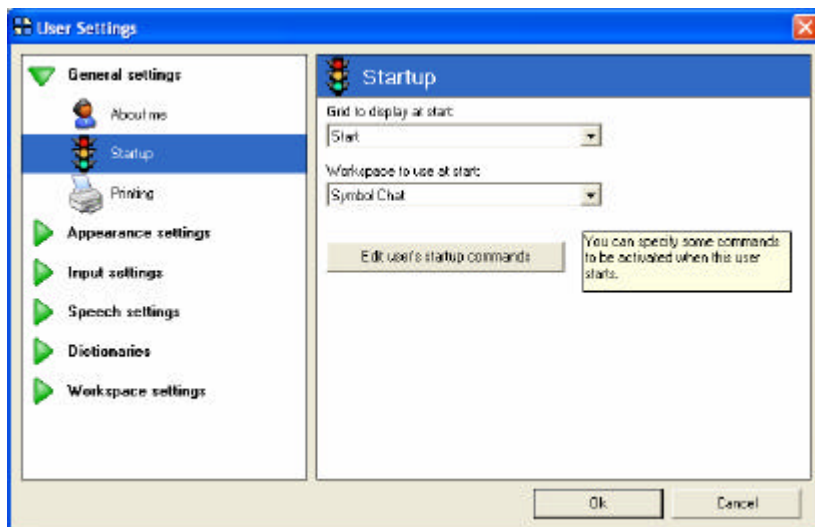 User Settings
General settings
About me
Startup
Printing
Appearance settings
Input settings
Speech settings
Dictionaries
Workspace settings
Startup
Grid to display at start:
Start
Workspace to use at start:
Symbol Chat
Edit user's startup commands
You can specify some commands
to be activated when this user
starts.
Ok
Cancel